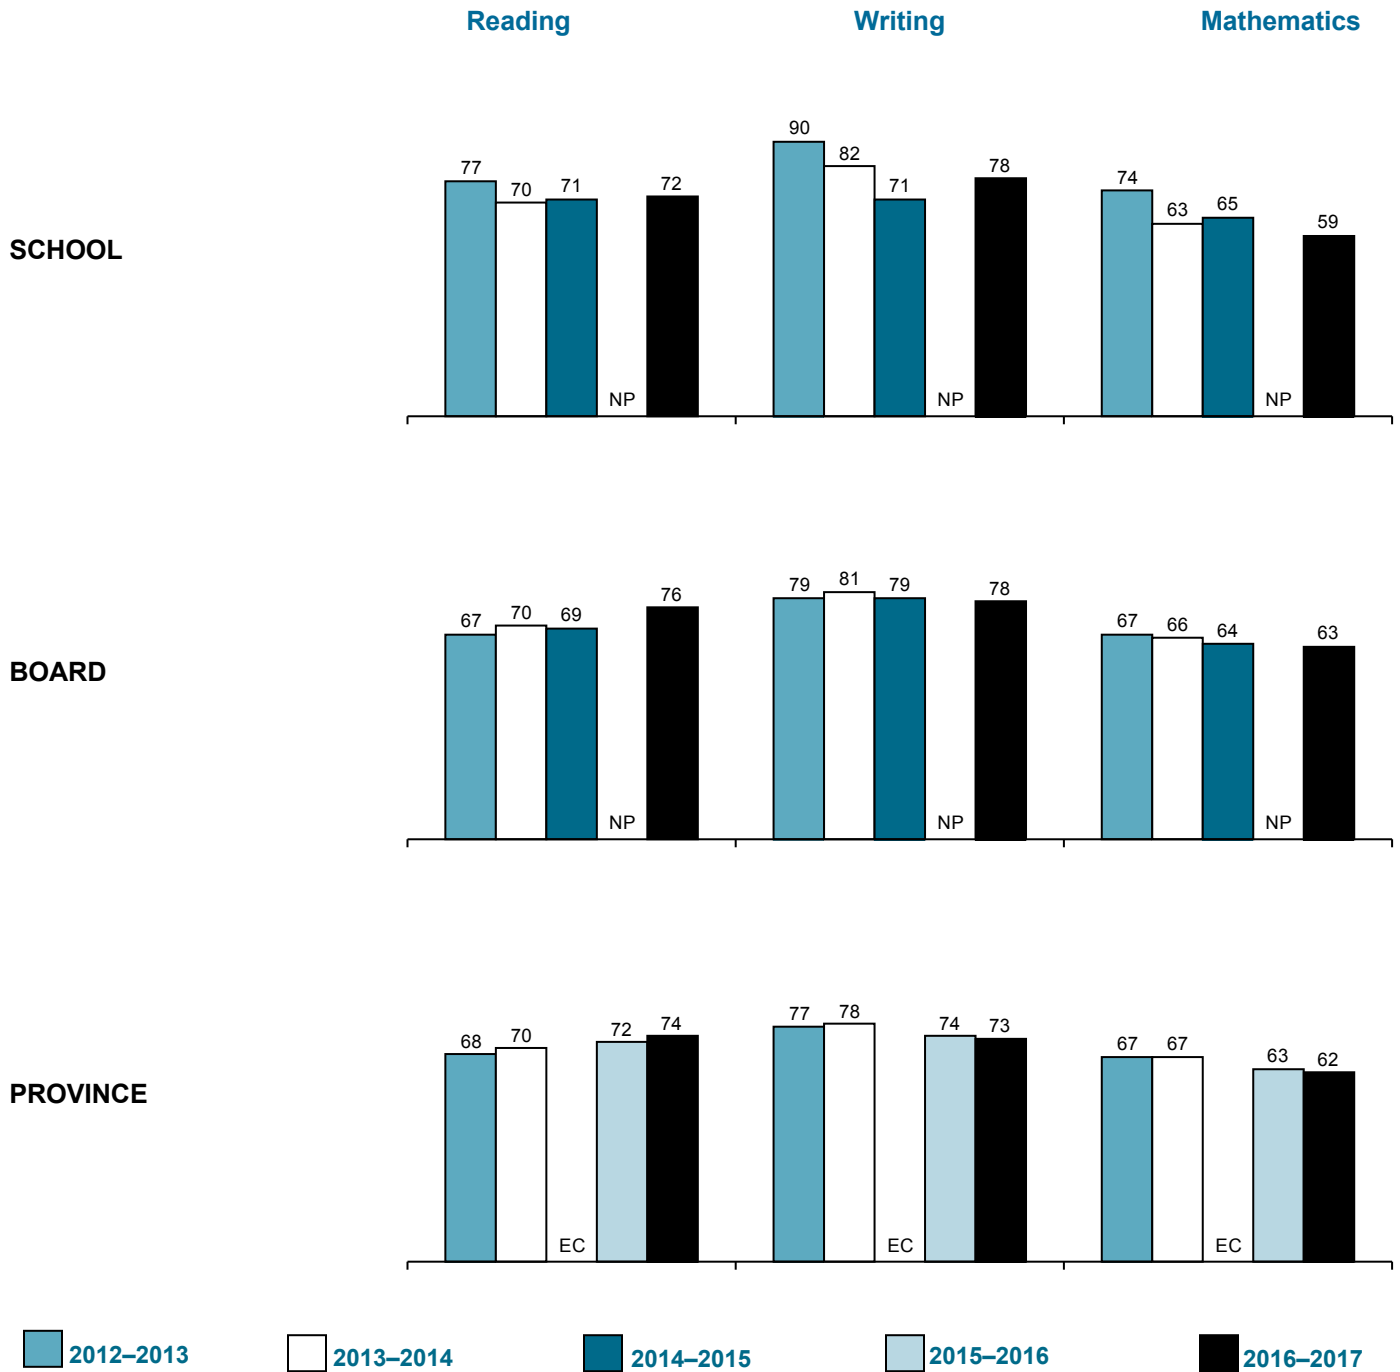 Reading Writing Mathematics
SCHOOL
77 70 71 NP 72 90 82 71 NP 78 74 63 65 NP 59
BOARD
67 70 69 NP 76 79 81 79 NP 78 67 66 64 NP 63
PROVINCE
68 70 EC 72 74 77 78 EC 74 73 67 67 EC 63 62
2012–2013 2013–2014 2014–2015 2015–2016 2016–2017